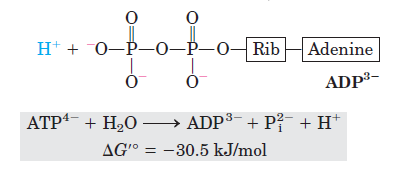 O O
H⁺ + ⁻O—P—O—P—O—Rib—Adenine
O⁻ O⁻ ADP³⁻
ATP⁴⁻ + H₂O ⟶ ADP³⁻ + Pᵢ²⁻ + H⁺
ΔG′° = −30.5 kJ/mol